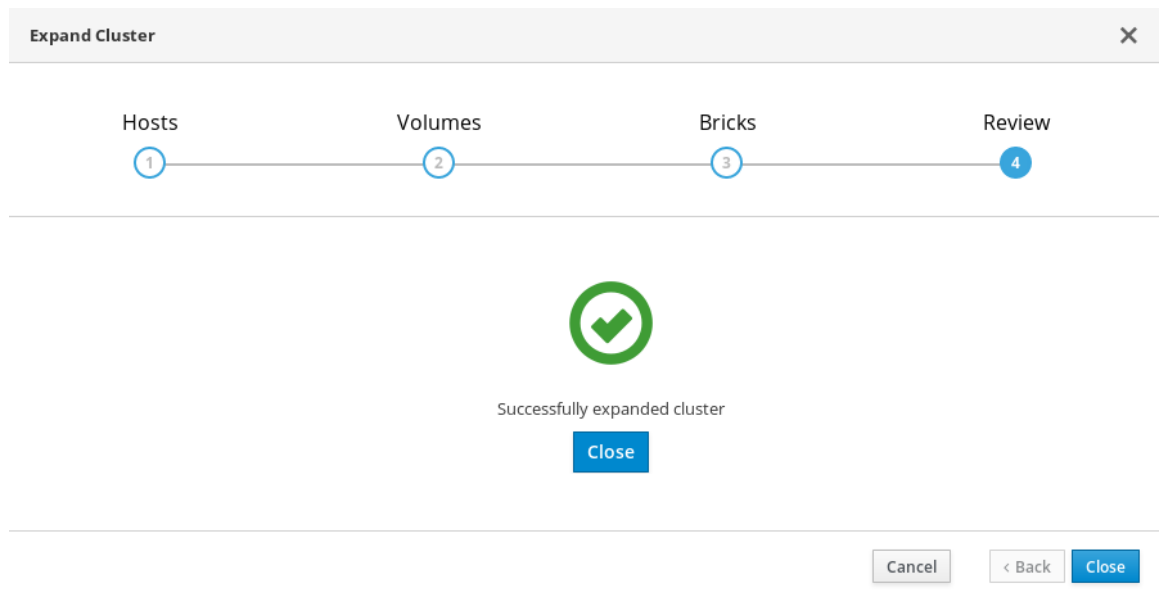 Expand Cluster
Hosts Volumes Bricks Review
1 2 3 4
Successfully expanded cluster
Close
Cancel < Back Close